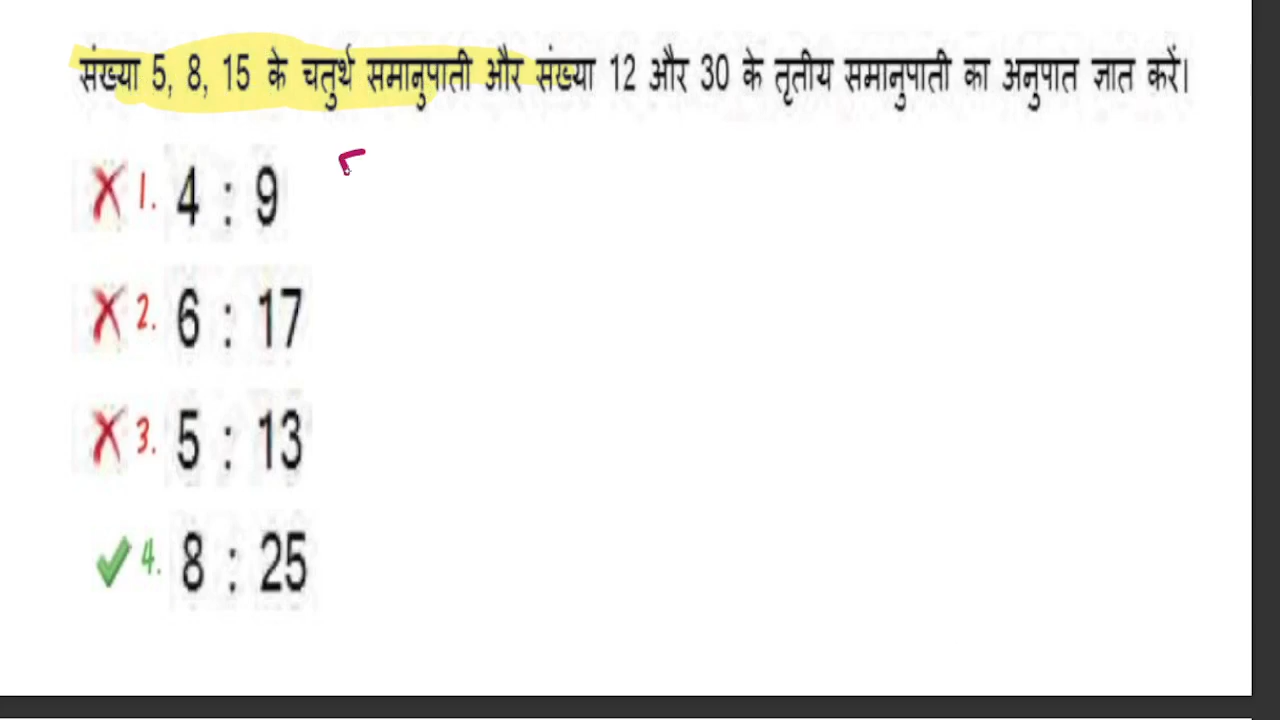 संख्या 5, 8, 15 के चतुर्थ समानुपाती और संख्या 12 और 30 के तृतीय समानुपाती का अनुपात ज्ञात करें।
1. 4 : 9
2. 6 : 17
3. 5 : 13
4. 8 : 25